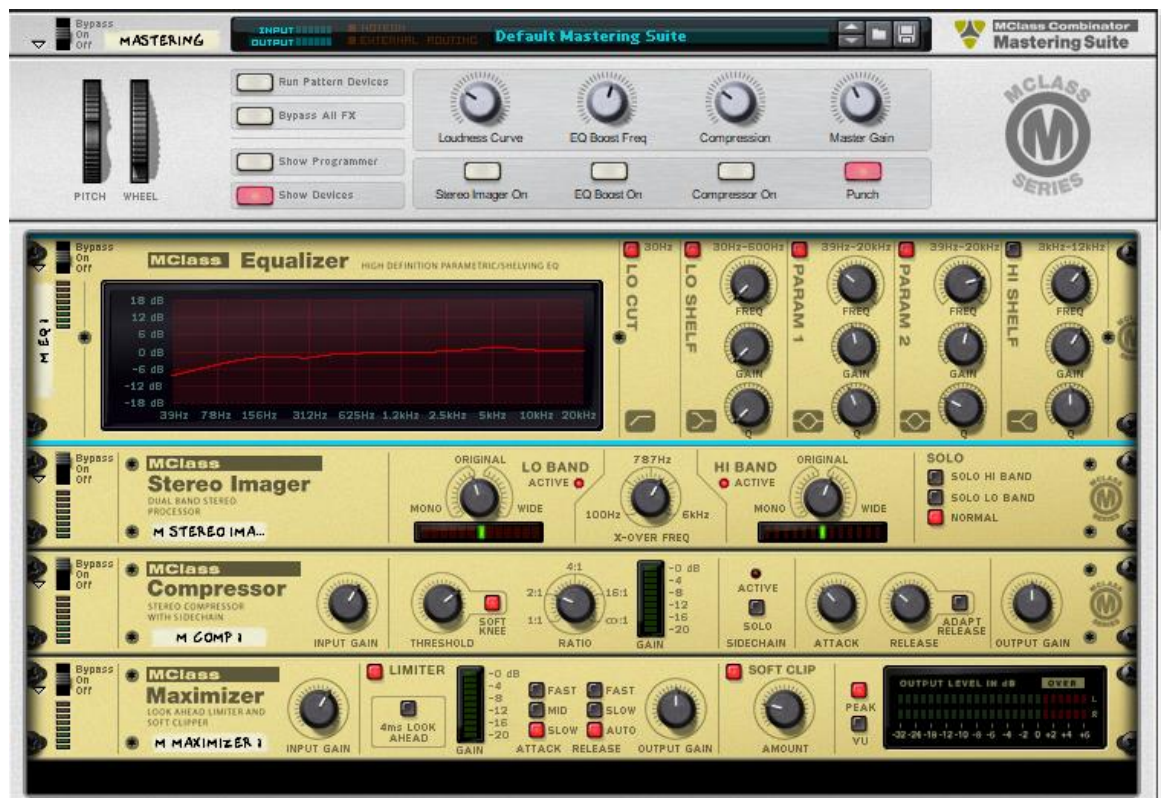 Bypass
On
Off
MASTERING
INPUT
OUTPUT
NOTEON
EXTERNAL ROUTING
Default Mastering Suite
MClass Combinator
Mastering Suite
PITCH WHEEL
Run Pattern Devices
Bypass All FX
Show Programmer
Show Devices
Loudness Curve EQ Boost Freq Compression Master Gain
Stereo Imager On EQ Boost On Compressor On Punch
MCLASS
M
SERIES
Bypass
On
Off
M EQ 1
MClass Equalizer HIGH DEFINITION PARAMETRIC/SHELVING EQ
18 dB
12 dB
6 dB
0 dB
-6 dB
-12 dB
-18 dB
39Hz 78Hz 156Hz 312Hz 625Hz 1.2kHz 2.5kHz 5kHz 10kHz 20kHz
30Hz 30Hz-600Hz 39Hz-20kHz 39Hz-20kHz 3kHz-12kHz
LO CUT
LO SHELF
PARAM 1
PARAM 2
HI SHELF
FREQ FREQ FREQ FREQ
GAIN GAIN GAIN GAIN
Q Q Q Q
Bypass
On
Off
MClass
Stereo Imager
DUAL BAND STEREO
PROCESSOR
M STEREO IMA...
ORIGINAL
MONO WIDE
LO BAND
ACTIVE
787Hz
100Hz 6kHz
X-OVER FREQ
HI BAND
ACTIVE
ORIGINAL
MONO WIDE
SOLO
SOLO HI BAND
SOLO LO BAND
NORMAL
M
SERIES
Bypass
On
Off
MClass
Compressor
STEREO COMPRESSOR
WITH SIDECHAIN
M COMP 1
INPUT GAIN
THRESHOLD
SOFT
KNEE
4:1
2:1 16:1
1:1 ∞:1
RATIO
-0 dB
-4
-8
-12
-16
-20
GAIN
ACTIVE
SOLO
SIDECHAIN
ATTACK
RELEASE
ADAPT
RELEASE
OUTPUT GAIN
M
SERIES
Bypass
On
Off
MClass
Maximizer
LOOK AHEAD LIMITER AND
SOFT CLIPPER
M MAXIMIZER 1
INPUT GAIN
LIMITER
4ms LOOK
AHEAD
-0 dB
-4
-8
-12
-16
-20
GAIN
FAST
MID
SLOW
ATTACK
FAST
SLOW
AUTO
RELEASE
OUTPUT GAIN
SOFT CLIP
AMOUNT
PEAK
VU
OUTPUT LEVEL IN dB OVER
L
R
-32 -24 -18 -12 -10 -8 -6 -4 -2 0 +2 +4 +6